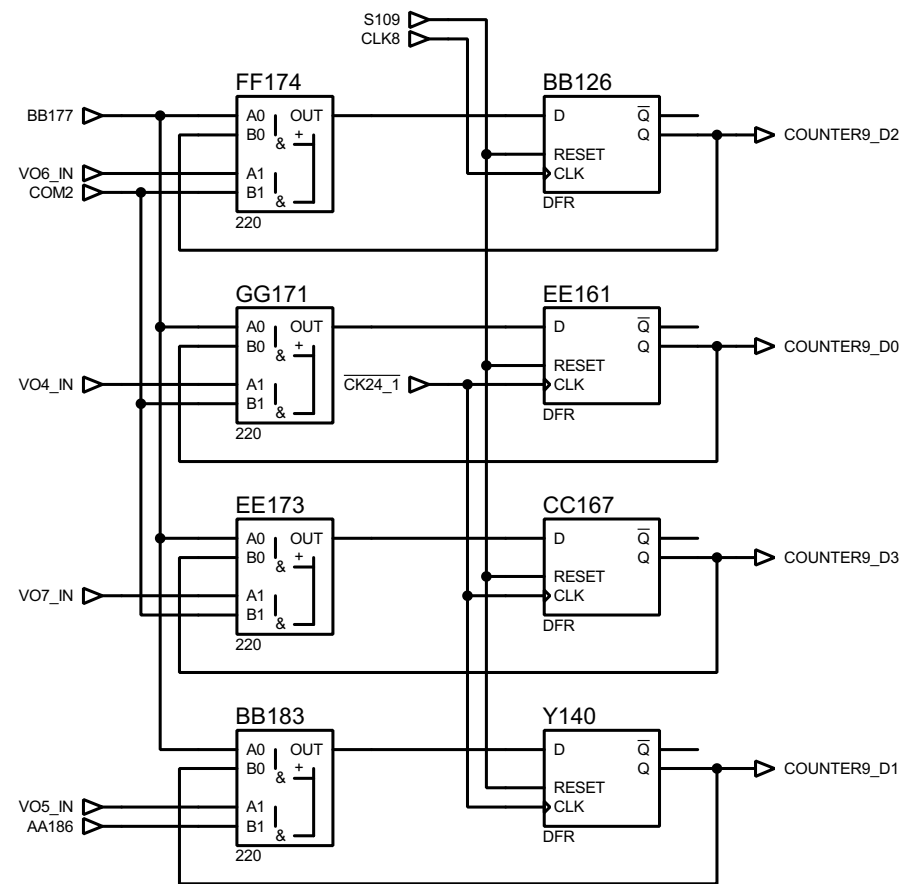 S109
CLK8
FF174
BB126
BB177
A0 OUT
B0 +
&
VO6_IN
A1
COM2
B1
&
220
D Q
Q
RESET
CLK
DFR
COUNTER9_D2
GG171
EE161
A0 OUT
B0 +
&
VO4_IN
A1
B1
&
220
CK24_1
D Q
Q
RESET
CLK
DFR
COUNTER9_D0
EE173
CC167
A0 OUT
B0 +
&
VO7_IN
A1
B1
&
220
D Q
Q
RESET
CLK
DFR
COUNTER9_D3
BB183
Y140
A0 OUT
B0 +
&
VO5_IN
A1
AA186
B1
&
220
D Q
Q
RESET
CLK
DFR
COUNTER9_D1